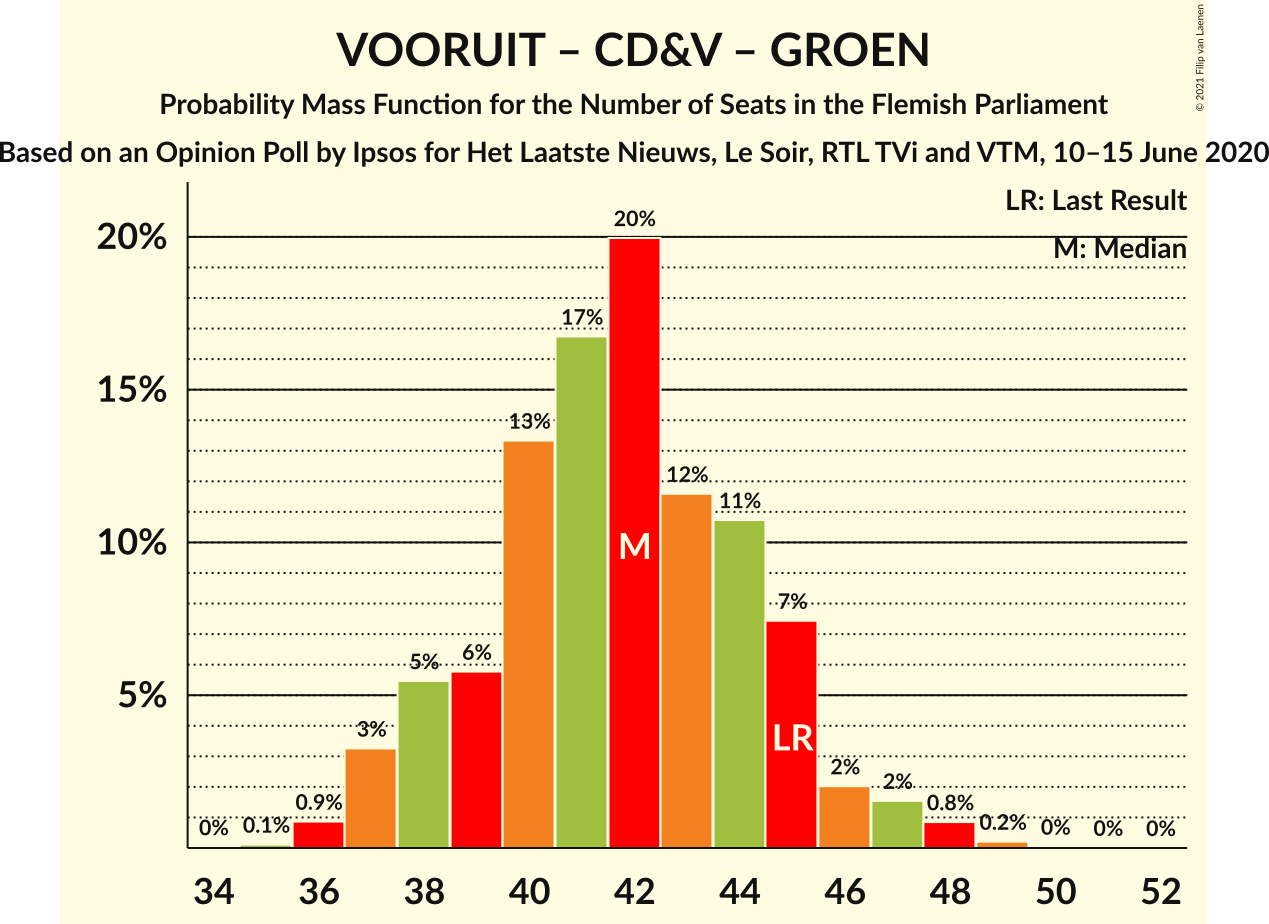 VOORUIT – CD&V – GROEN
Probability Mass Function for the Number of Seats in the Flemish Parliament
Based on an Opinion Poll by Ipsos for Het Laatste Nieuws, Le Soir, RTL TVi and VTM, 10–15 June 2020
© 2021 Filip van Laenen
LR: Last Result
M: Median
20%
15%
10%
5%
0%
0.1%
0.9%
3%
5%
6%
13%
17%
20%
12%
11%
7%
2%
2%
0.8%
0.2%
0%
0%
0%
M
LR
34 36 38 40 42 44 46 48 50 52